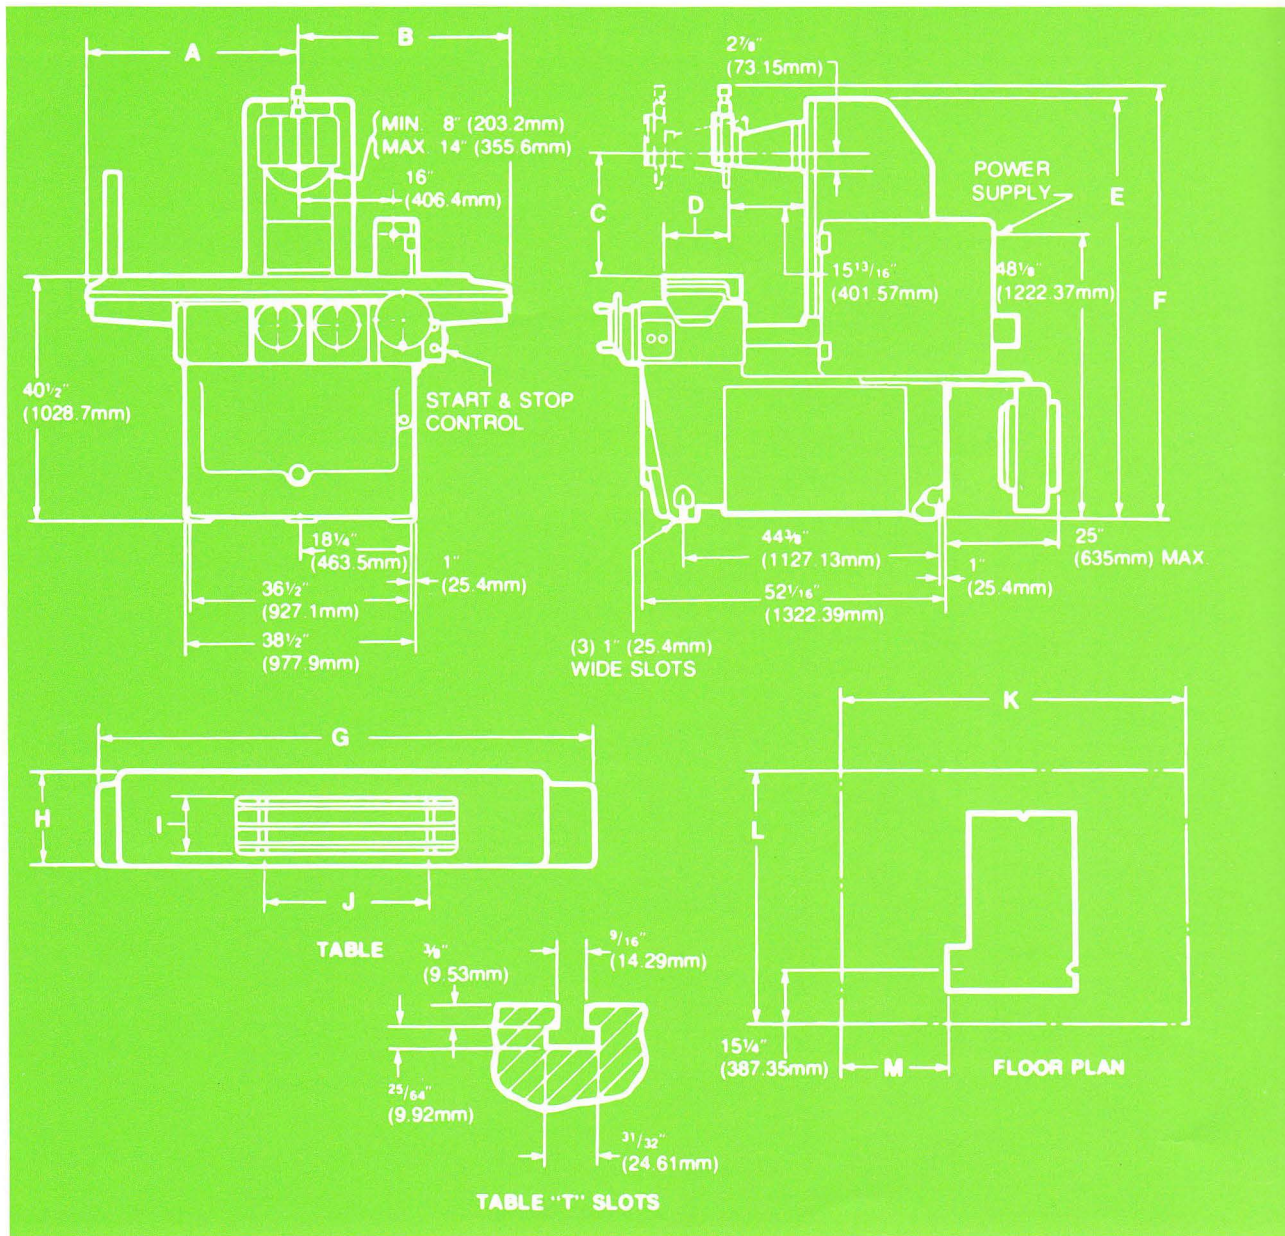 A
B
MIN. 8" (203.2mm)
MAX 14" (355.6mm)
16"
(406.4mm)
40½"
(1028.7mm)
START & STOP
CONTROL
18¼"
(463.5mm)
1"
(25.4mm)
36½"
(927.1mm)
38½"
(977.9mm)
2⅞"
(73.15mm)
POWER
SUPPLY
C
D
E
F
15 13/16"
(401.57mm)
48⅛"
(1222.37mm)
44⅜"
(1127.13mm)
25"
(635mm) MAX
1"
(25.4mm)
52 1/16"
(1322.39mm)
(3) 1" (25.4mm)
WIDE SLOTS
G
H
I
J
TABLE
⅜"
(9.53mm)
9/16"
(14.29mm)
25/64"
(9.92mm)
31/32"
(24.61mm)
TABLE "T" SLOTS
K
L
15¼"
(387.35mm)
M
FLOOR PLAN